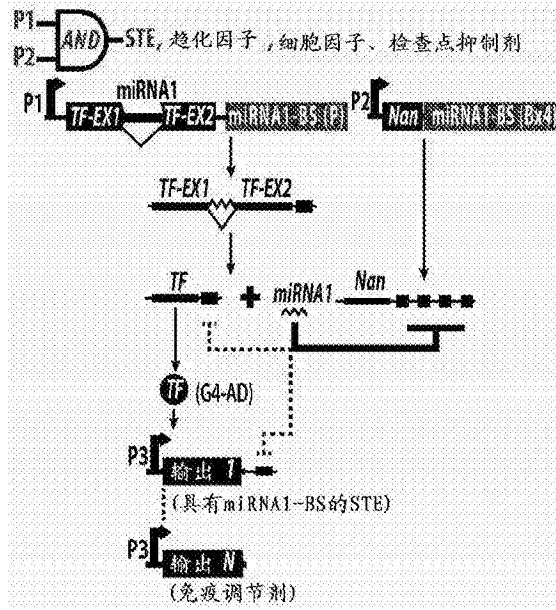 P1
P2
AND
STE, 趋化因子,细胞因子、检查点抑制剂
miRNA1
P1
TF-EX1
TF-EX2
miRNA1-BS (P)
P2
Nan
miRNA1-BS (Bx4)
TF-EX1
TF-EX2
TF
+
miRNA1
Nan
TF
(G4-AD)
P3
输出 1
(具有miRNA1-BS的STE)
P3
输出 N
(免疫调节剂)